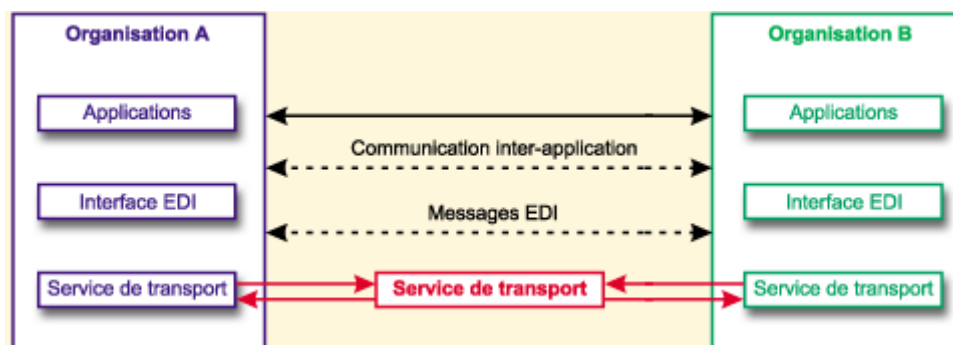 Organisation A
Organisation B
Applications
Applications
Communication inter-application
Interface EDI
Messages EDI
Interface EDI
Service de transport
Service de transport
Service de transport